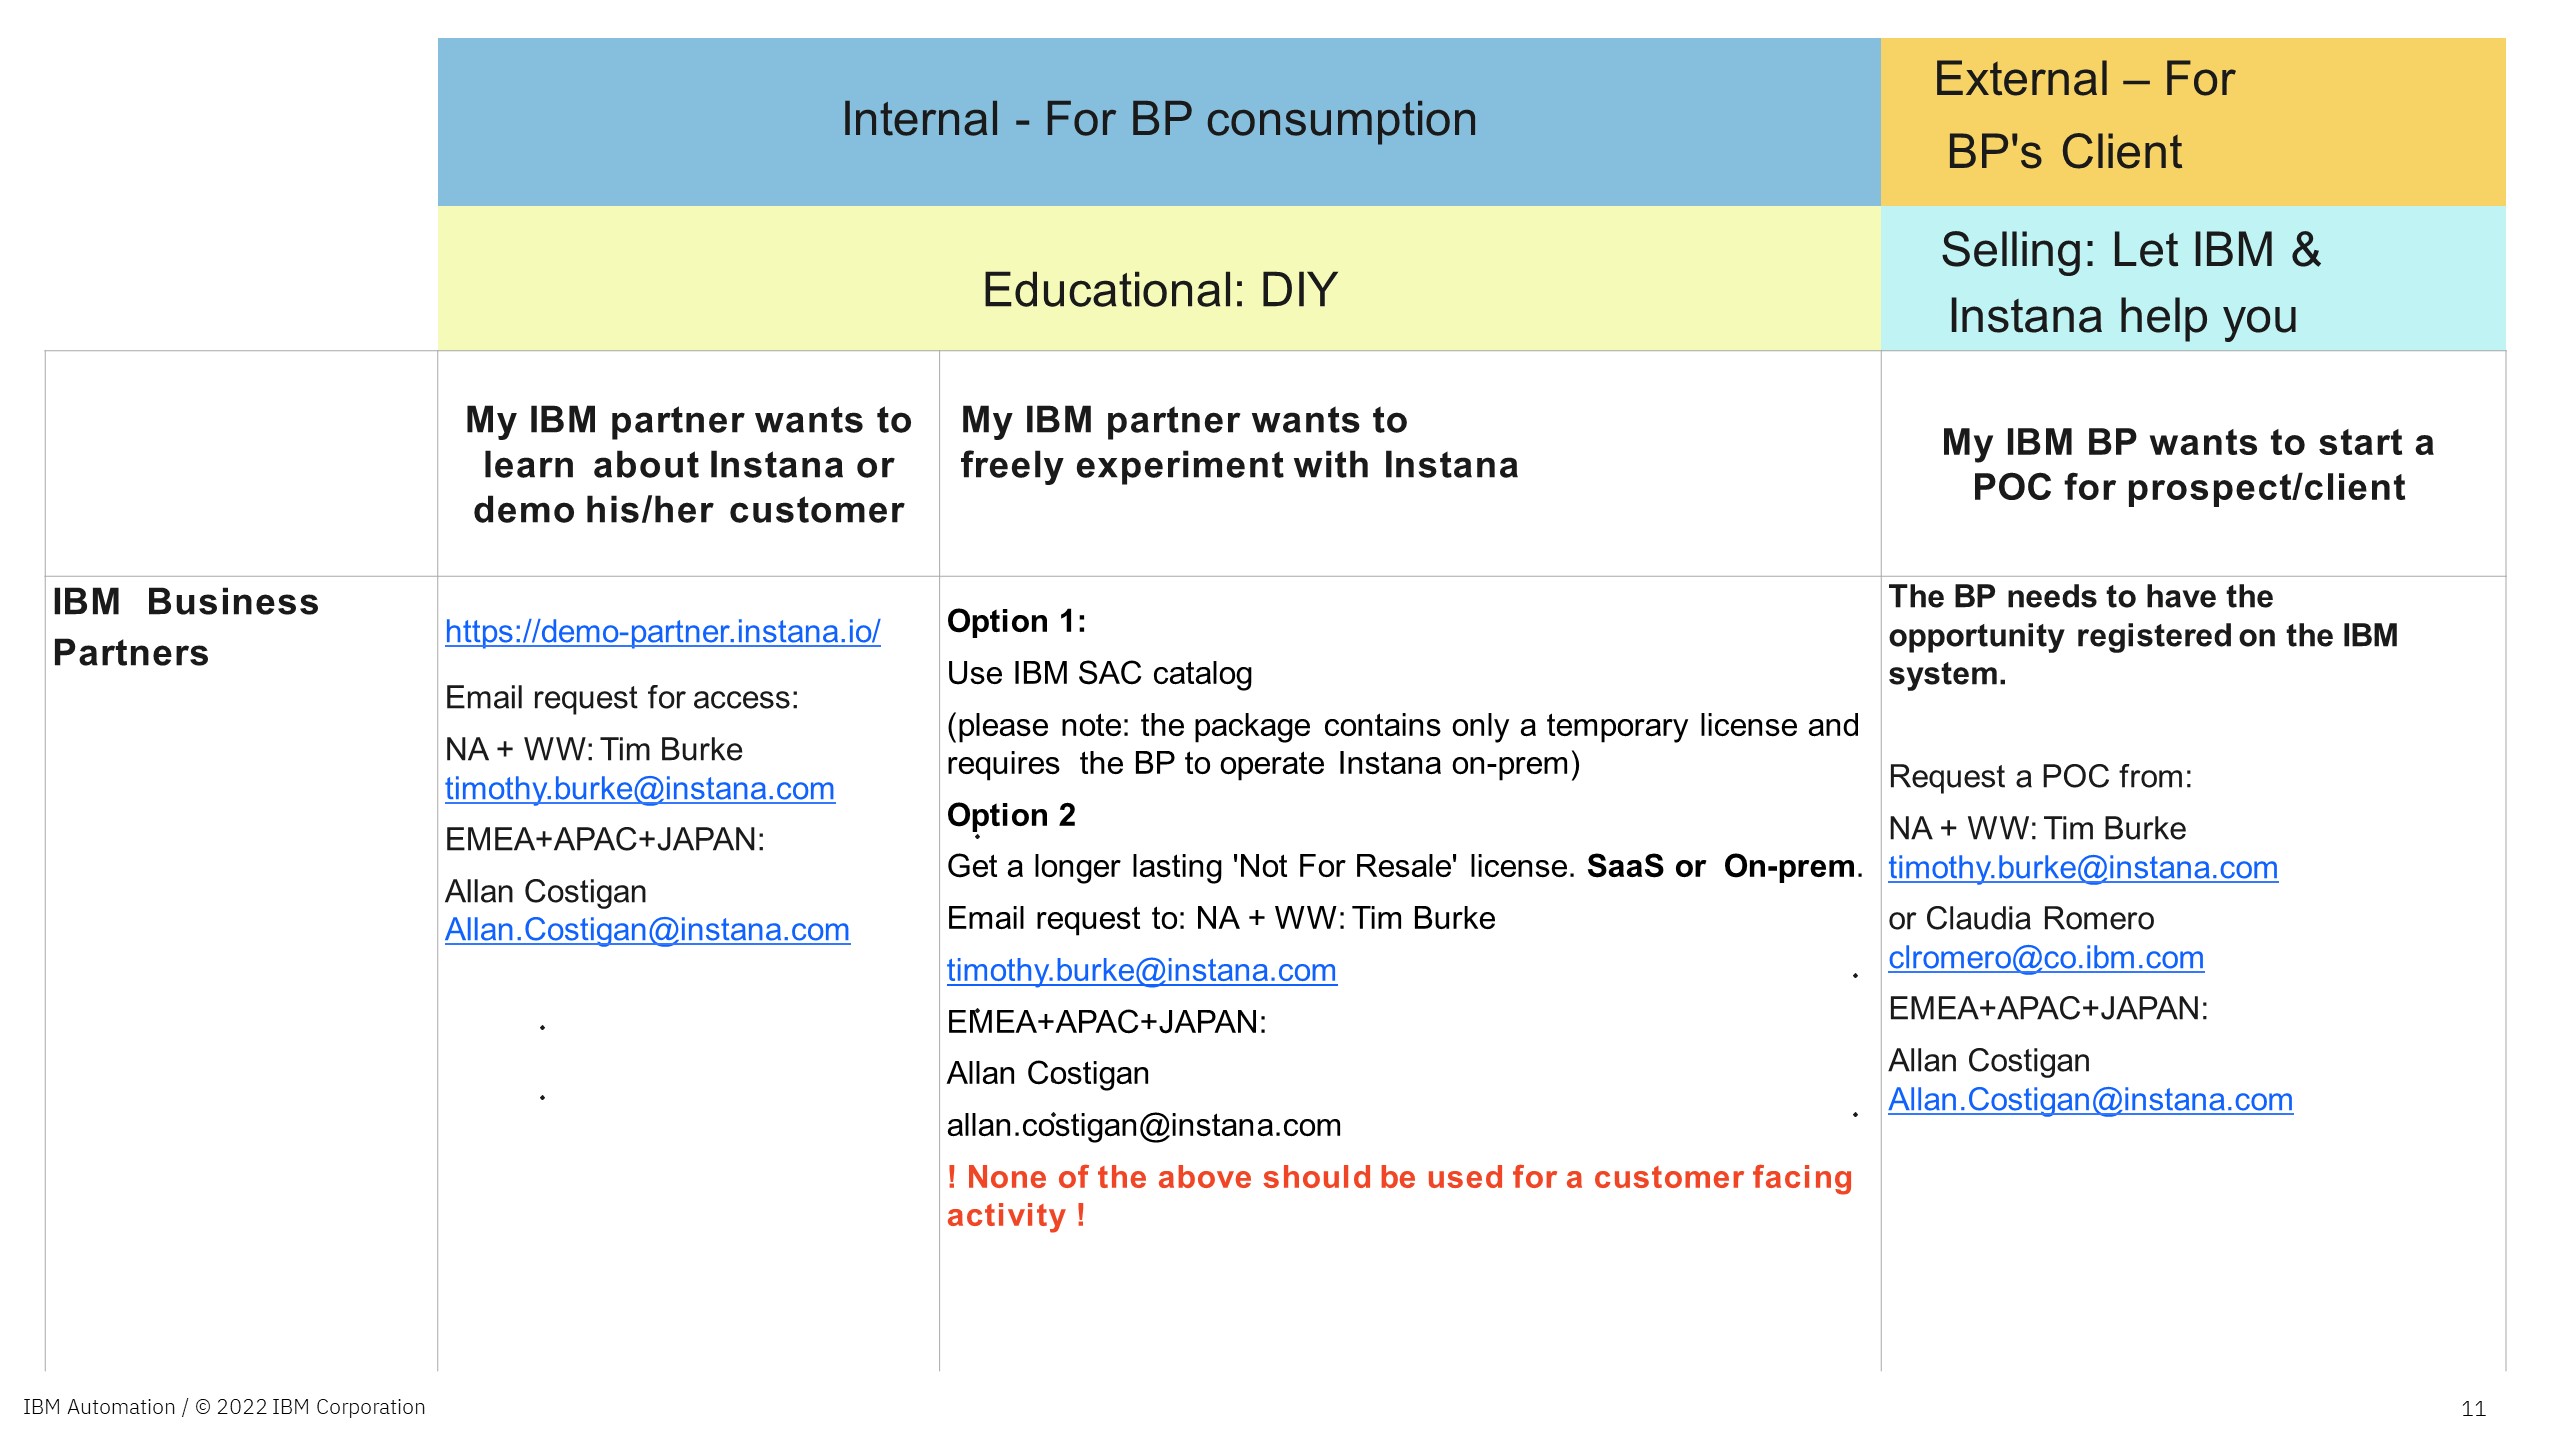 Internal - For BP consumption
External – For
BP's Client
Educational: DIY
Selling: Let IBM &
Instana help you
My IBM partner wants to
learn about Instana or
demo his/her customer
My IBM partner wants to
freely experiment with Instana
My IBM BP wants to start a
POC for prospect/client
IBM Business
Partners
https://demo-partner.instana.io/
Email request for access:
NA + WW: Tim Burke
timothy.burke@instana.com
EMEA+APAC+JAPAN:
Allan Costigan
Allan.Costigan@instana.com
Option 1:
Use IBM SAC catalog
(please note: the package contains only a temporary license and
requires the BP to operate Instana on-prem)
Option 2
Get a longer lasting 'Not For Resale' license. SaaS or On-prem.
Email request to: NA + WW: Tim Burke
timothy.burke@instana.com
EMEA+APAC+JAPAN:
Allan Costigan
allan.costigan@instana.com
! None of the above should be used for a customer facing
activity !
The BP needs to have the
opportunity registered on the IBM
system.
Request a POC from:
NA + WW: Tim Burke
timothy.burke@instana.com
or Claudia Romero
clromero@co.ibm.com
EMEA+APAC+JAPAN:
Allan Costigan
Allan.Costigan@instana.com
IBM Automation / © 2022 IBM Corporation
11